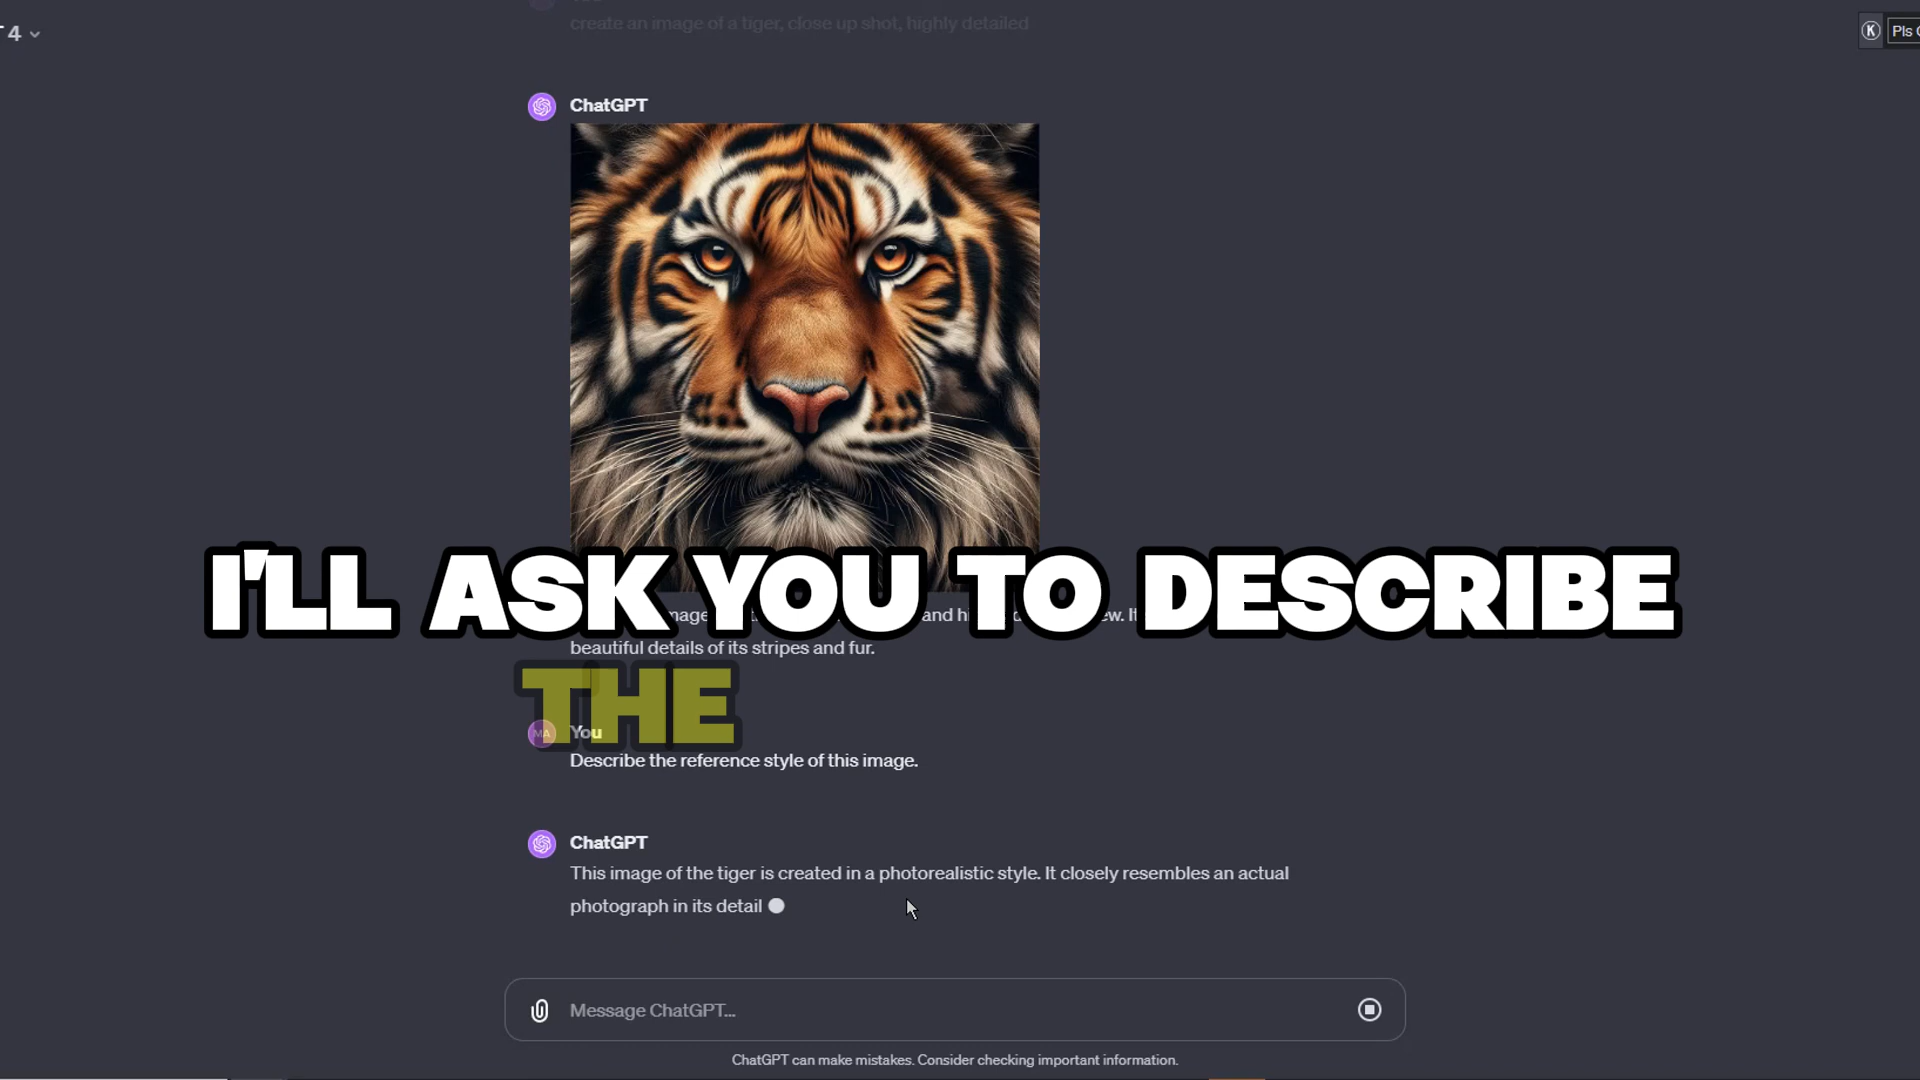 T 4
create an image of a tiger, close up shot, highly detailed
K
Pls
ChatGPT
I'LL ASK YOU TO DESCRIBE
THE
beautiful details of its stripes and fur.
MA
You
Describe the reference style of this image.
ChatGPT
This image of the tiger is created in a photorealistic style. It closely resembles an actual
photograph in its detail
Message ChatGPT...
ChatGPT can make mistakes. Consider checking important information.